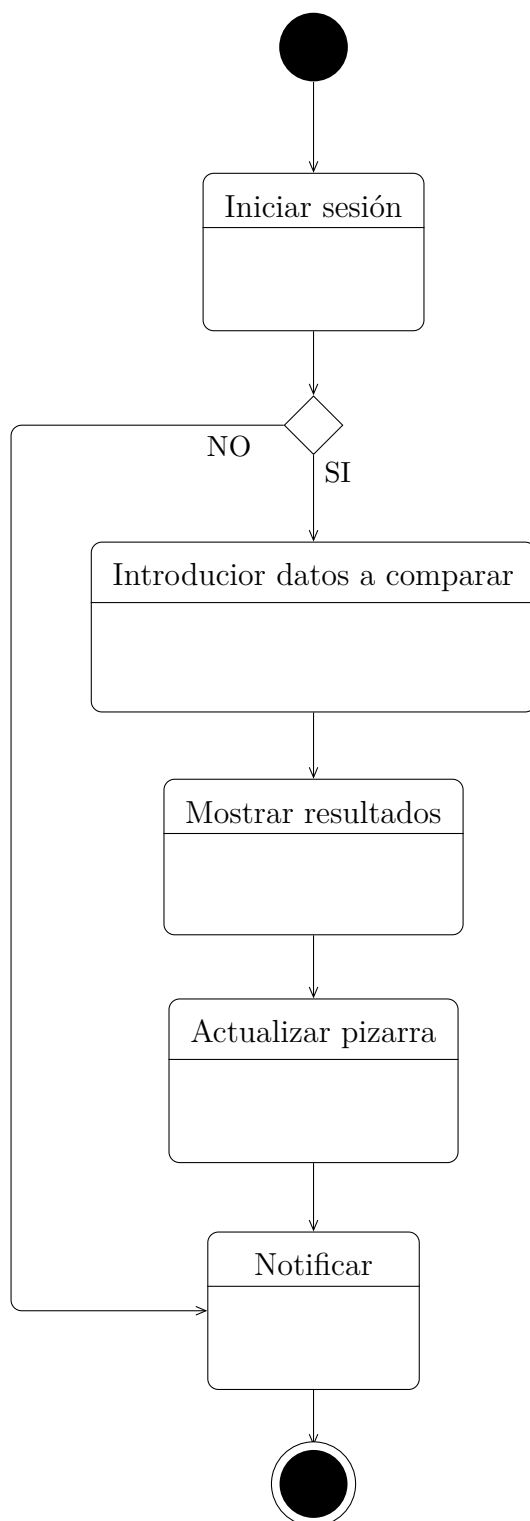 Iniciar sesión
NO
SI
Introducior datos a comparar
Mostrar resultados
Actualizar pizarra
Notificar